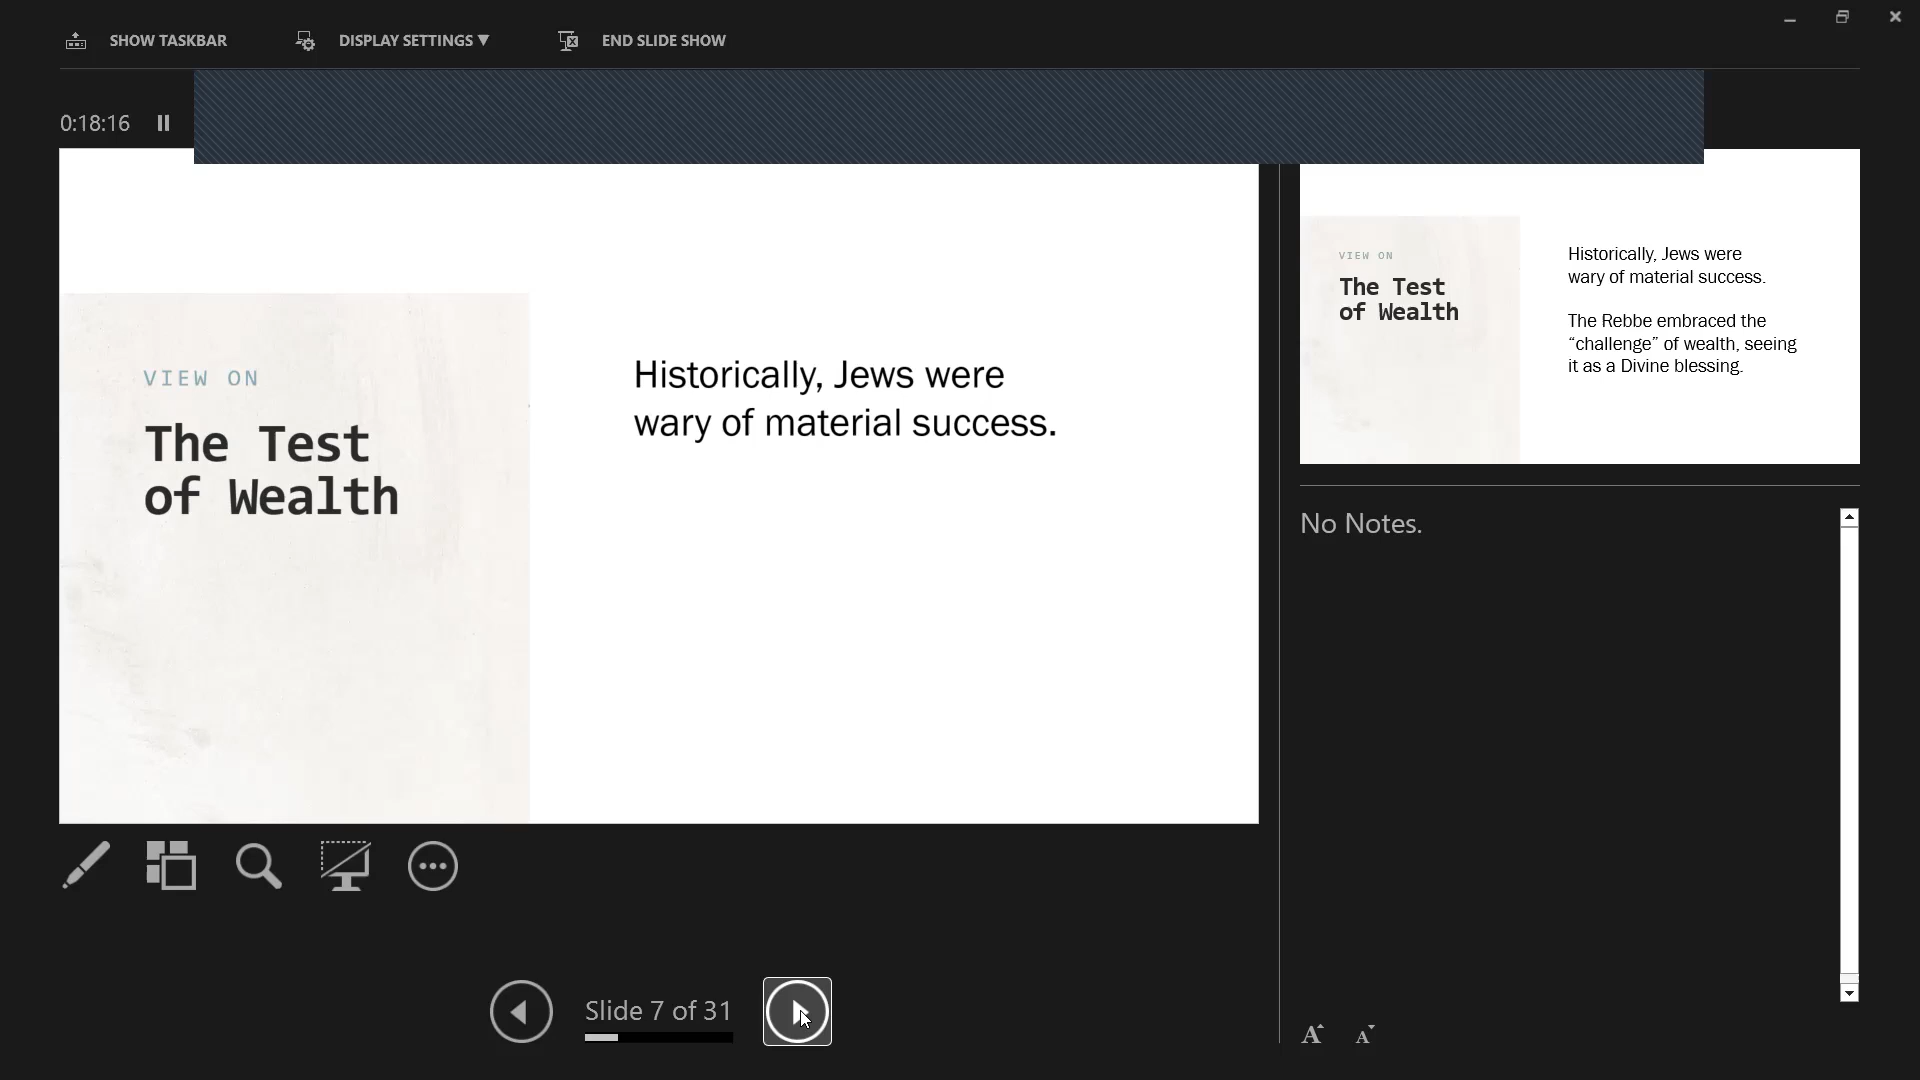 SHOW TASKBAR
DISPLAY SETTINGS ▼
END SLIDE SHOW
0:18:16
VIEW ON
The Test
of Wealth
Historically, Jews were
wary of material success.
VIEW ON
The Test
of Wealth
Historically, Jews were
wary of material success.
The Rebbe embraced the
“challenge” of wealth, seeing
it as a Divine blessing.
No Notes.
Slide 7 of 31
A A